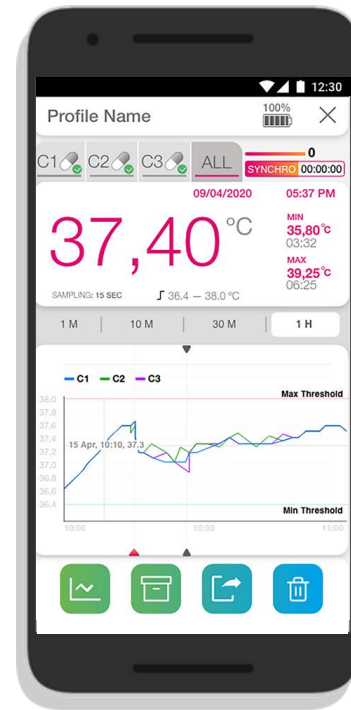 12:30
Profile Name 100%
C1 C2 C3 ALL 0
SYNCHRO 00:00:00
09/04/2020 05:37 PM
37,40 °C
MIN
35,80 °C
03:32
MAX
39,25 °C
06:25
SAMPLING: 15 SEC 36.4 — 38.0 °C
1 M | 10 M | 30 M | 1 H
C1 C2 C3
Max Threshold
38,0
37,8
37,6
37,4
15 Apr, 10:10, 37.3
37,2
37,0
36,8
36,6
36,4
Min Threshold
10:00 10:30 11:00